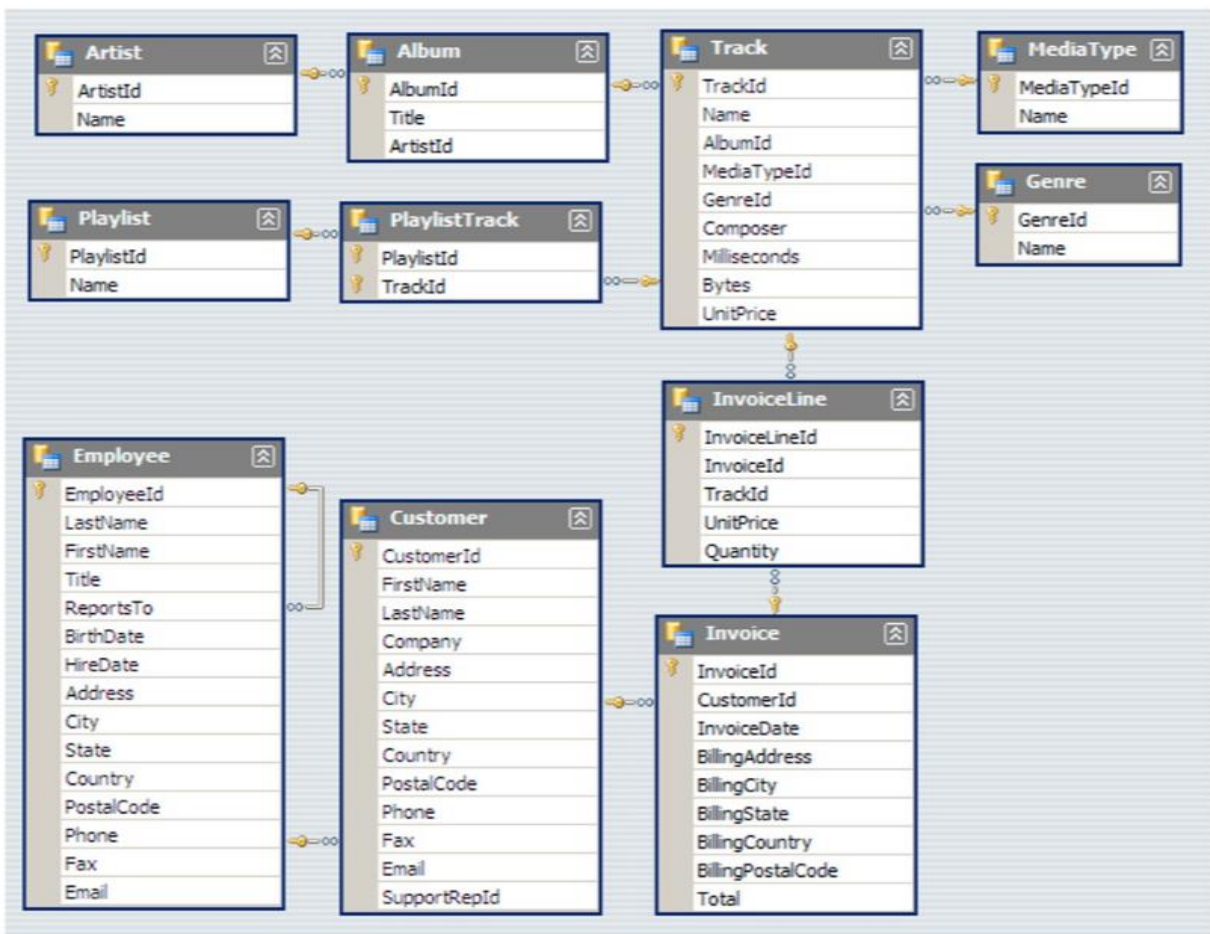 Artist
ArtistId
Name
Album
AlbumId
Title
ArtistId
Track
TrackId
Name
AlbumId
MediaTypeId
GenreId
Composer
Milliseconds
Bytes
UnitPrice
MediaType
MediaTypeId
Name
Genre
GenreId
Name
Playlist
PlaylistId
Name
PlaylistTrack
PlaylistId
TrackId
InvoiceLine
InvoiceLineId
InvoiceId
TrackId
UnitPrice
Quantity
Employee
EmployeeId
LastName
FirstName
Title
ReportsTo
BirthDate
HireDate
Address
City
State
Country
PostalCode
Phone
Fax
Email
Customer
CustomerId
FirstName
LastName
Company
Address
City
State
Country
PostalCode
Phone
Fax
Email
SupportRepId
Invoice
InvoiceId
CustomerId
InvoiceDate
BillingAddress
BillingCity
BillingState
BillingCountry
BillingPostalCode
Total